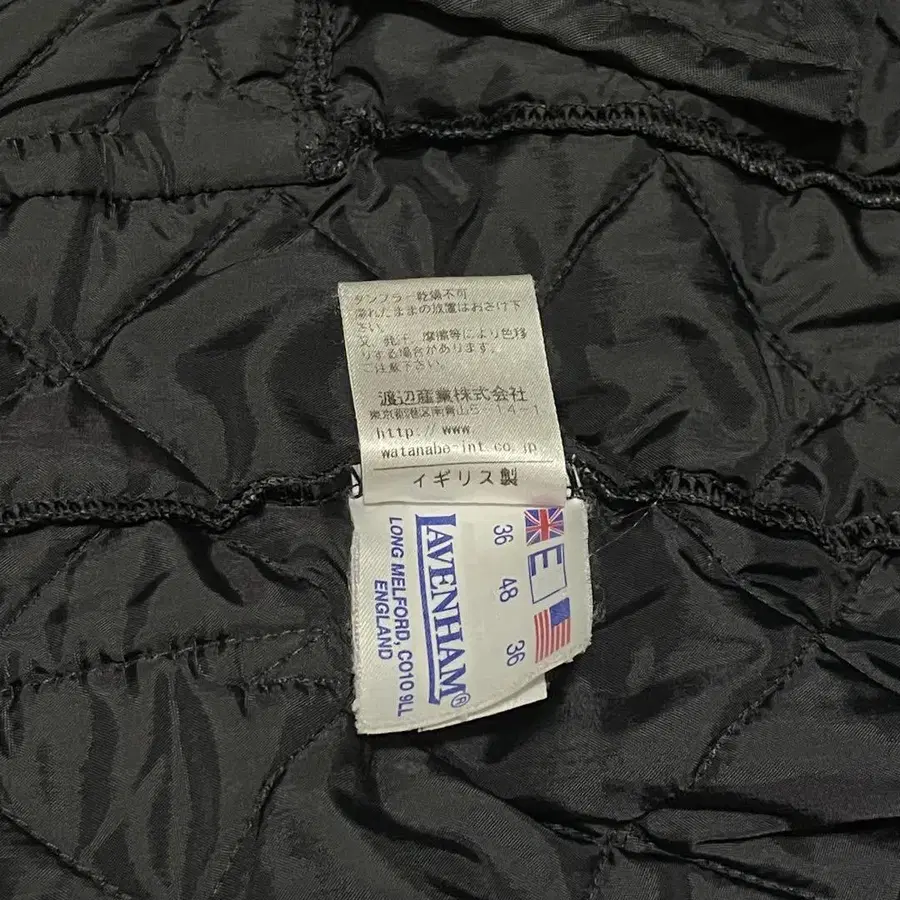 タンブラー乾燥不可
濡れたままの放置はおさけ下
さい。
又、発汗、摩擦等により色移
りする場合があります。
ご注意下さい。
渡辺産業株式会社
東京都港区南青山5-14-1
http://www
watanabe-int.co.jp
イギリス製
LAVENHAM®
LONG MELFORD, CO10 9LL
ENGLAND
36
E 48
36